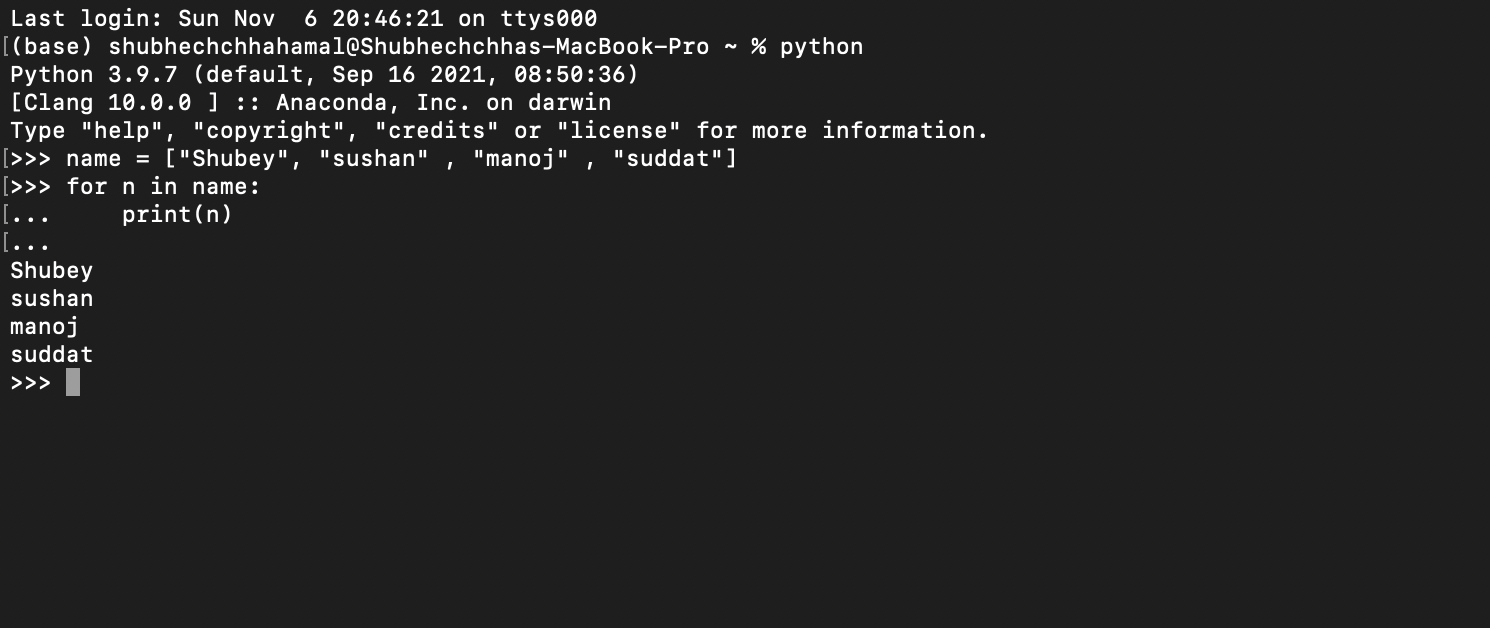 Last login: Sun Nov  6 20:46:21 on ttys000
[(base) shubhechchhahamal@Shubhechchhas-MacBook-Pro ~ % python
Python 3.9.7 (default, Sep 16 2021, 08:50:36)
[Clang 10.0.0 ] :: Anaconda, Inc. on darwin
Type "help", "copyright", "credits" or "license" for more information.
[>>> name = ["Shubey", "sushan" , "manoj" , "suddat"]
[>>> for n in name:
[...     print(n)
[...
Shubey
sushan
manoj
suddat
>>>